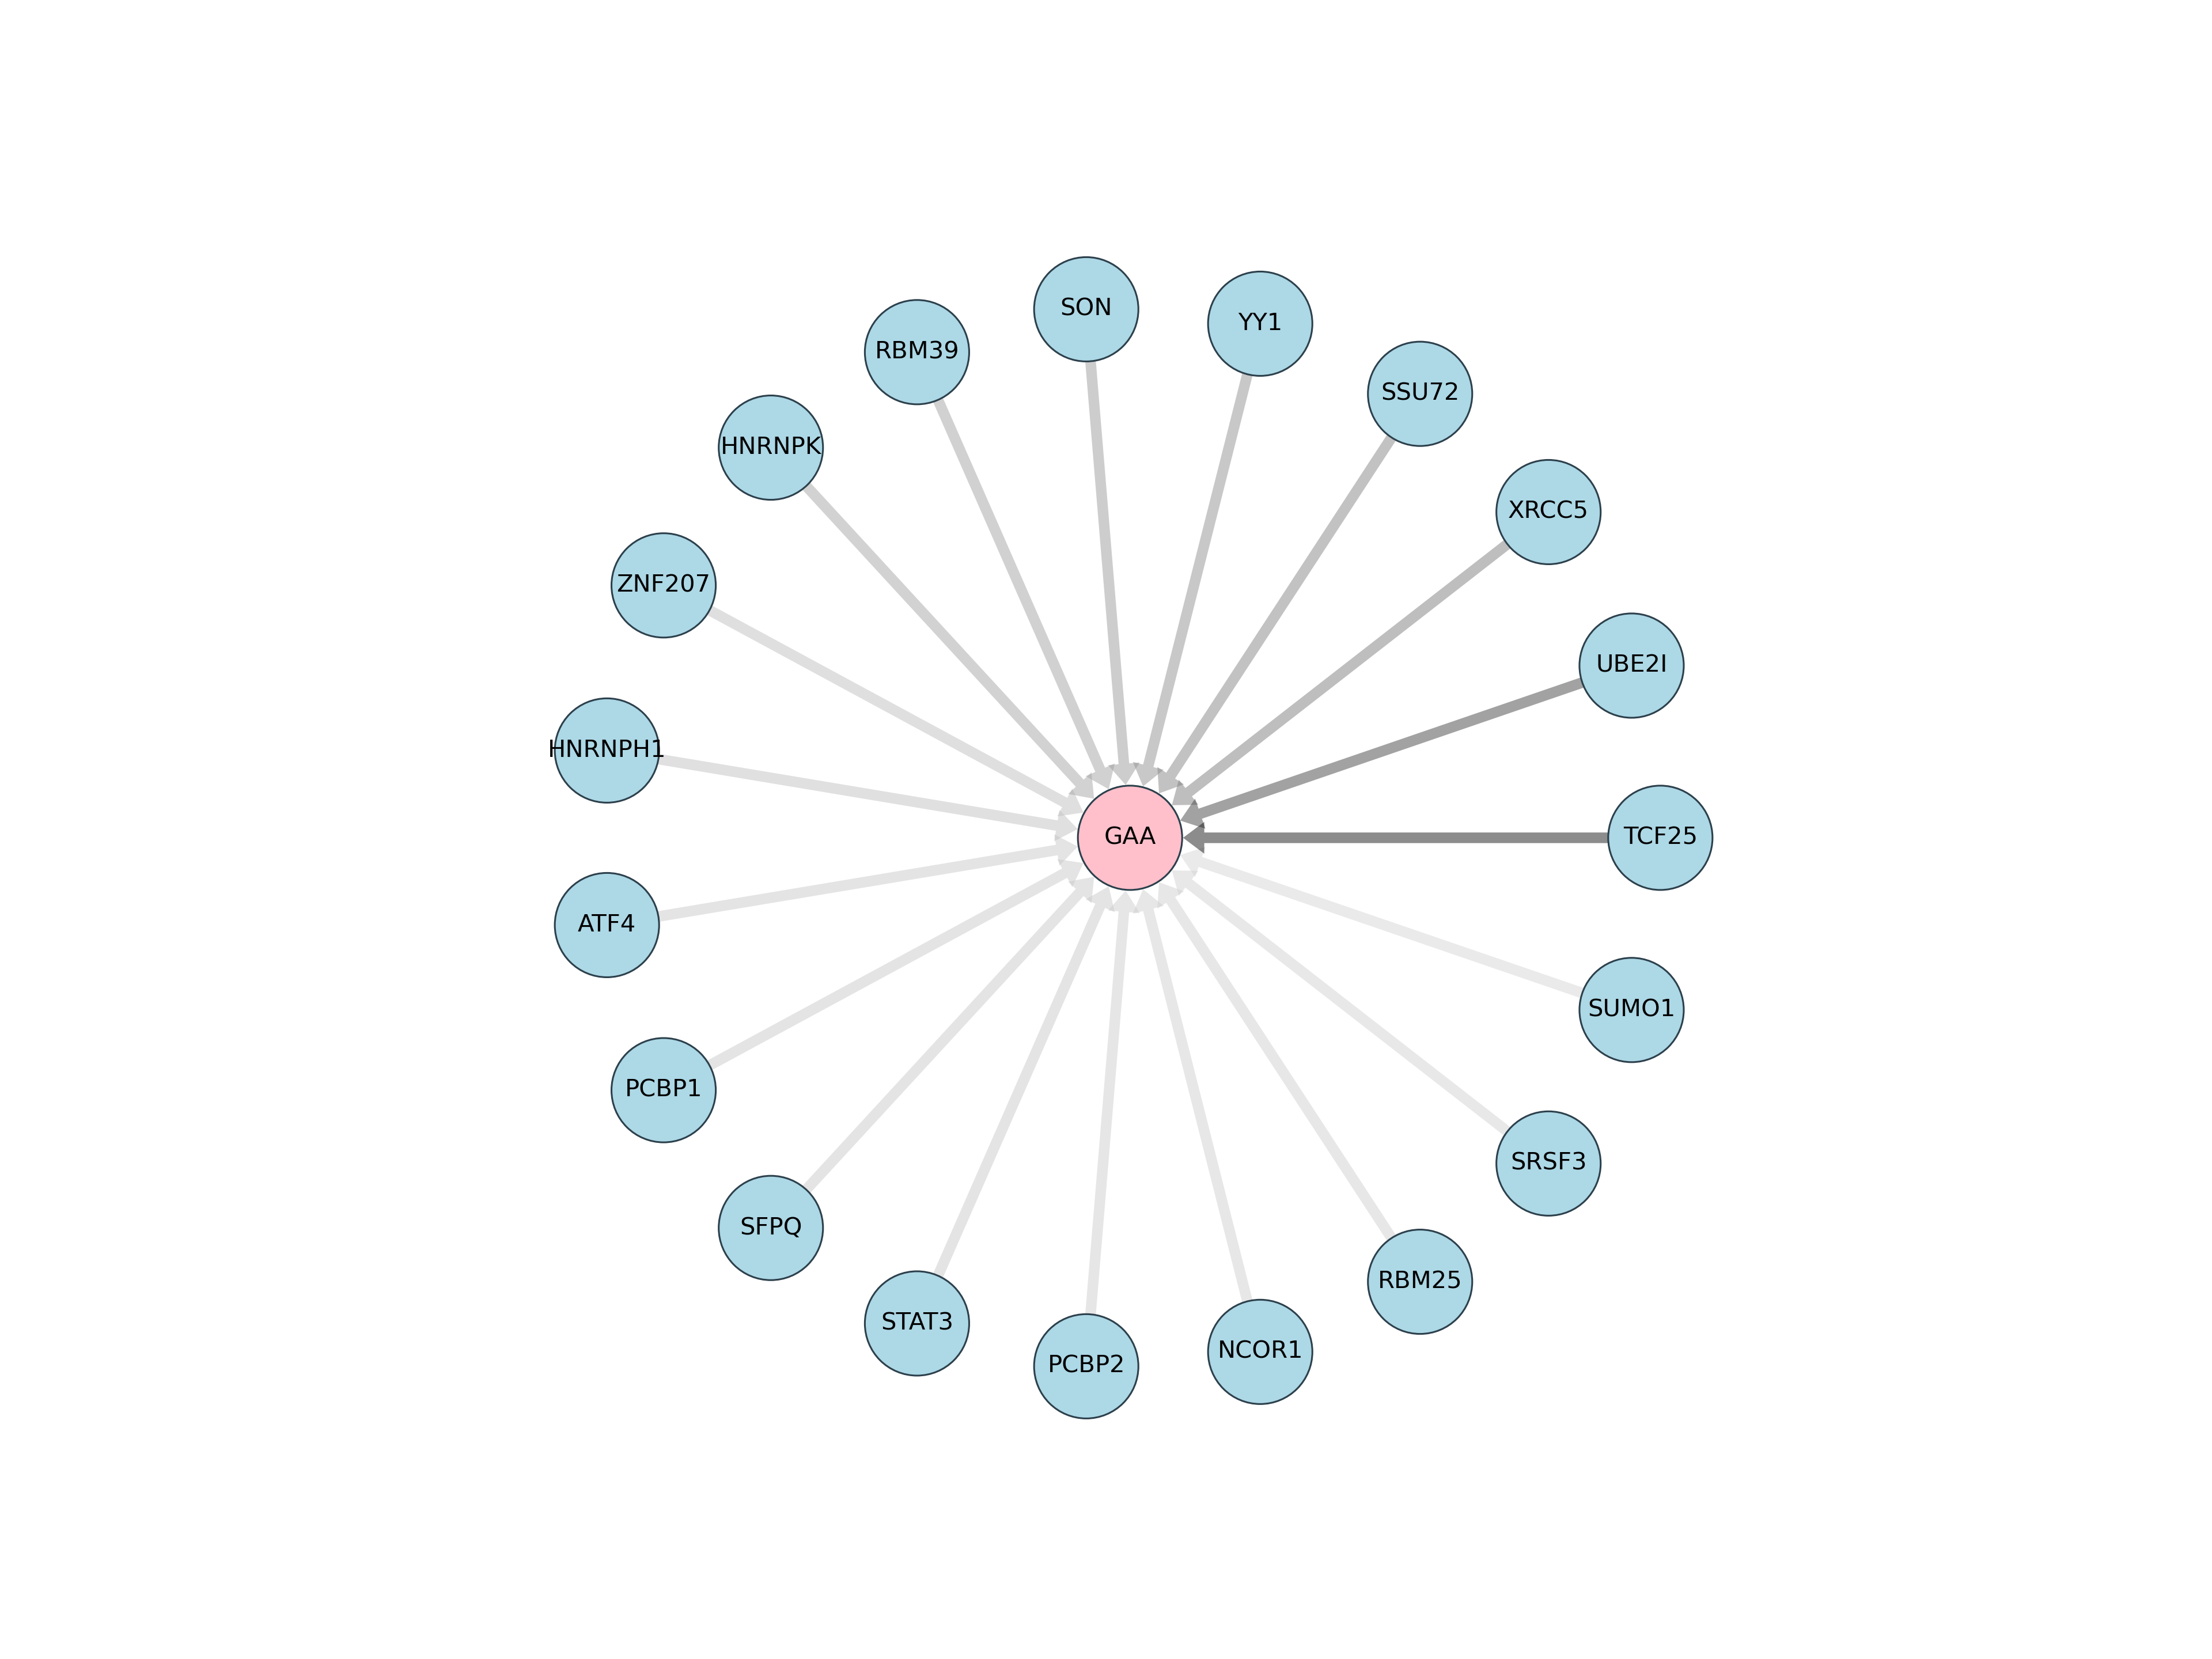 SON
YY1
RBM39
SSU72
HNRNPK
XRCC5
ZNF207
UBE2I
HNRNPH1
GAA
TCF25
ATF4
SUMO1
PCBP1
SRSF3
SFPQ
RBM25
STAT3
NCOR1
PCBP2